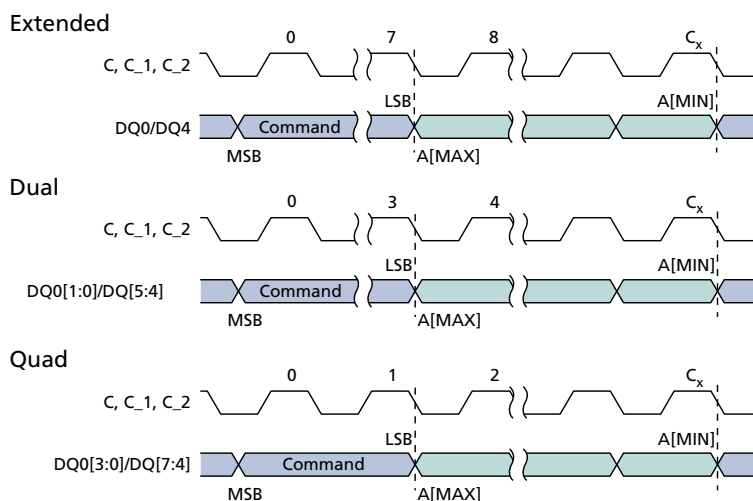 Extended
0 7 8 Cx
C, C_1, C_2
LSB A[MIN]
DQ0/DQ4 Command
MSB A[MAX]
Dual
0 3 4 Cx
C, C_1, C_2
LSB A[MIN]
DQ0[1:0]/DQ[5:4] Command
MSB A[MAX]
Quad
0 1 2 Cx
C, C_1, C_2
LSB A[MIN]
DQ0[3:0]/DQ[7:4] Command
MSB A[MAX]